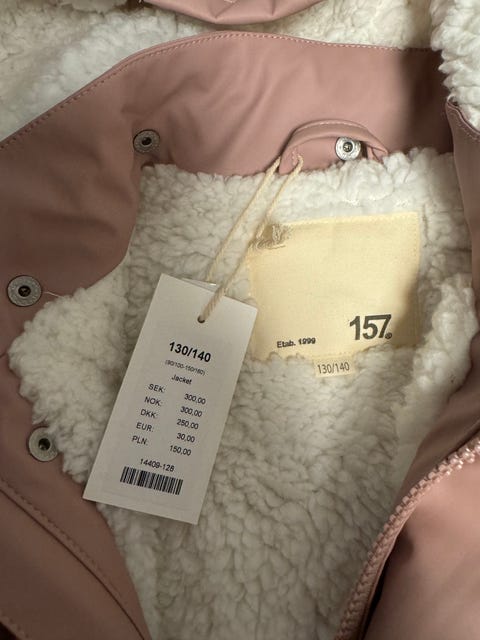 130/140
(90/100-150/160)
Jacket
SEK: 300,00
NOK: 300,00
DKK: 250,00
EUR: 30,00
PLN: 150,00
14409-128
Etab. 1999
157®
130/140